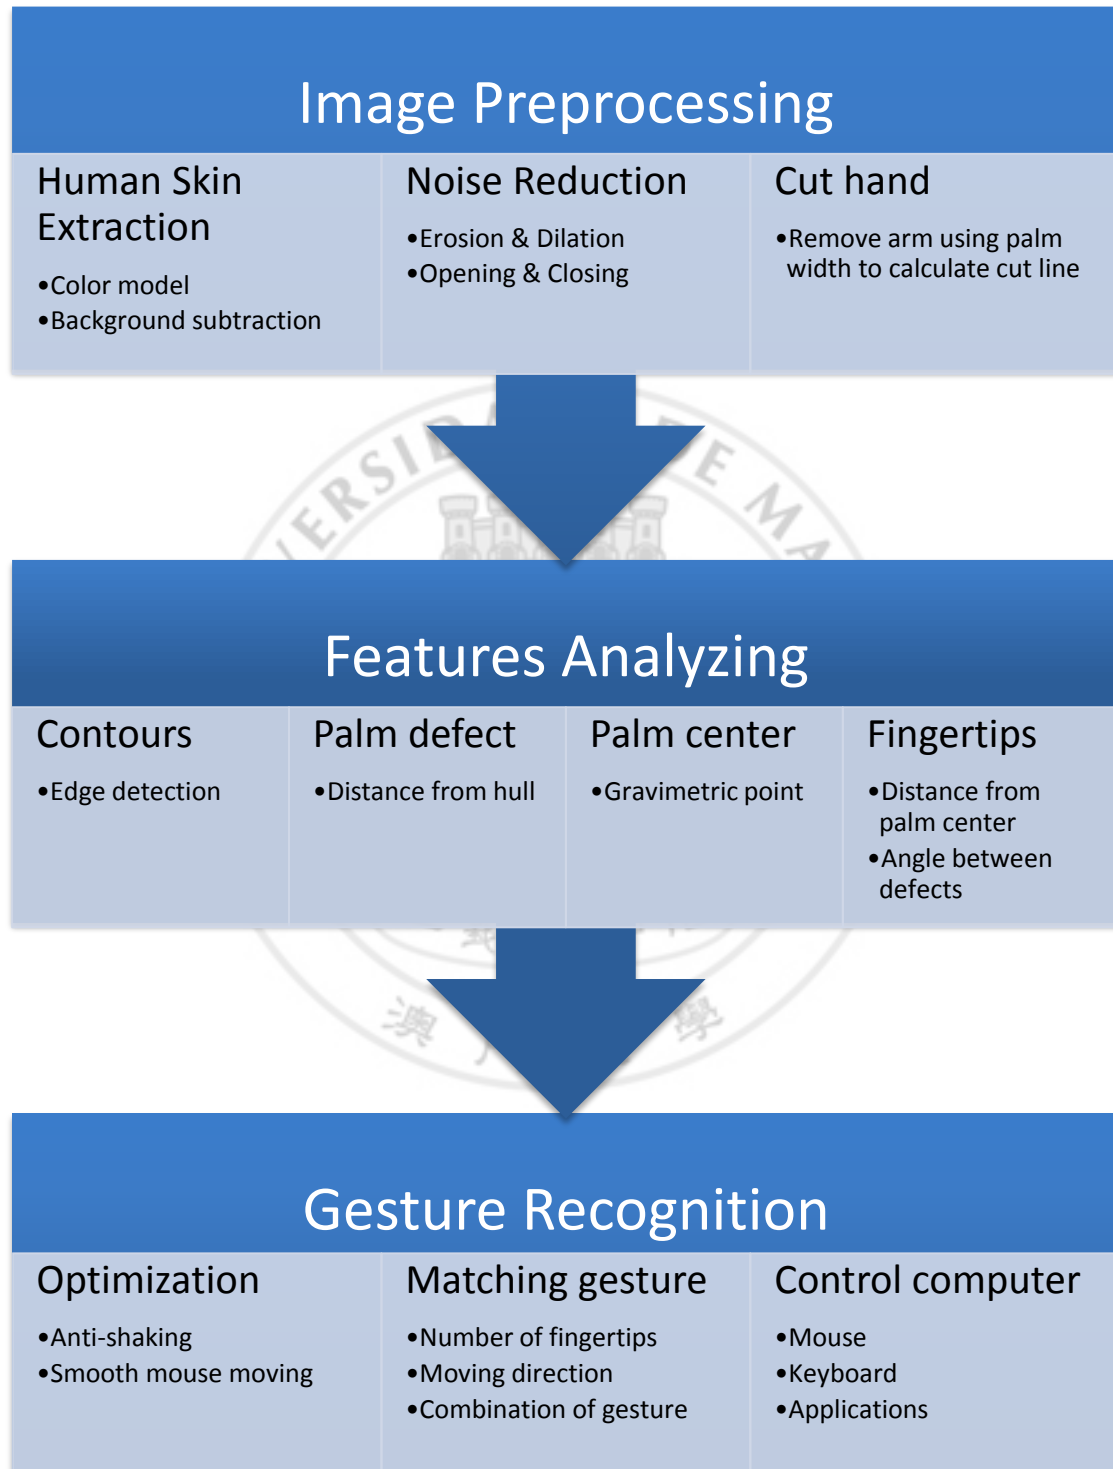 Image Preprocessing
Human Skin
Extraction
•Color model
•Background subtraction
Noise Reduction
•Erosion & Dilation
•Opening & Closing
Cut hand
•Remove arm using palm
width to calculate cut line
Features Analyzing
Contours
•Edge detection
Palm defect
•Distance from hull
Palm center
•Gravimetric point
Fingertips
•Distance from
palm center
•Angle between
defects
澳
學
Gesture Recognition
Optimization
•Anti-shaking
•Smooth mouse moving
Matching gesture
•Number of fingertips
•Moving direction
•Combination of gesture
Control computer
•Mouse
•Keyboard
•Applications